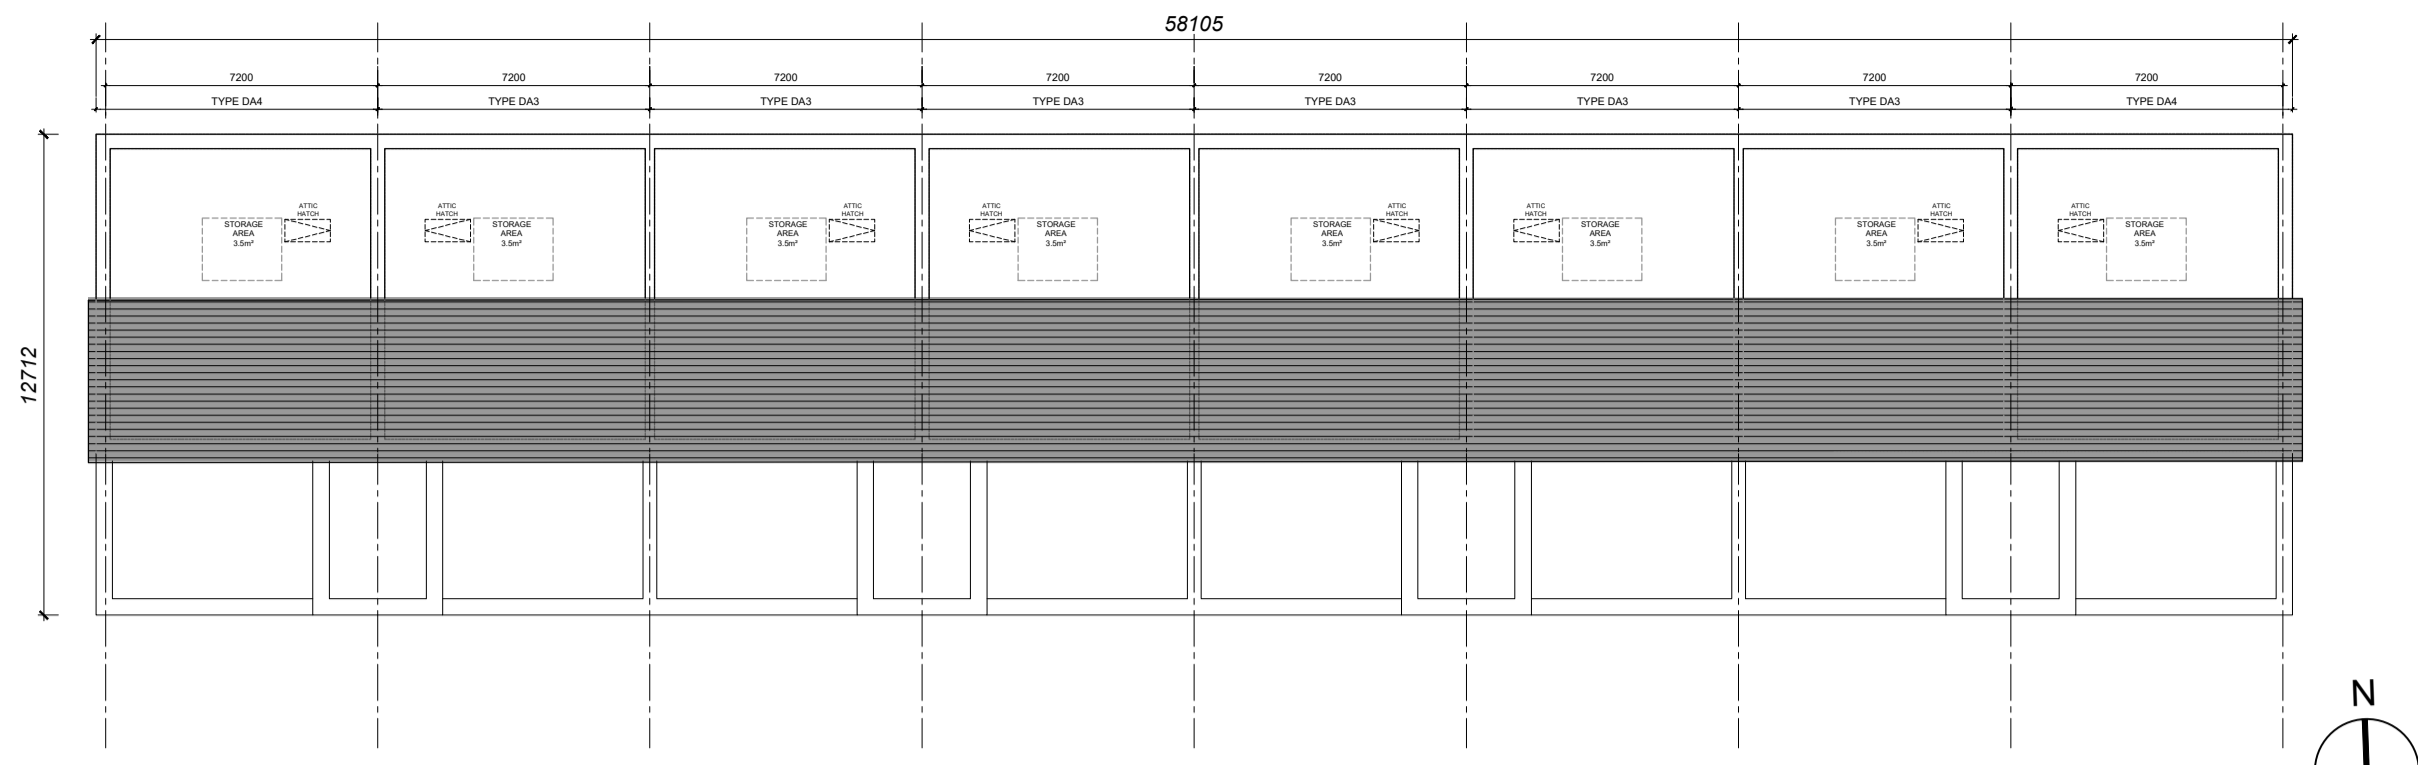 58105
7200
7200
7200
7200
7200
7200
7200
7200
TYPE DA4
TYPE DA3
TYPE DA3
TYPE DA3
TYPE DA3
TYPE DA3
TYPE DA3
TYPE DA4
STORAGE
AREA
3.5m²
ATTIC
HATCH
ATTIC
HATCH
STORAGE
AREA
3.5m²
STORAGE
AREA
3.5m²
ATTIC
HATCH
ATTIC
HATCH
STORAGE
AREA
3.5m²
STORAGE
AREA
3.5m²
ATTIC
HATCH
ATTIC
HATCH
STORAGE
AREA
3.5m²
STORAGE
AREA
3.5m²
ATTIC
HATCH
ATTIC
HATCH
STORAGE
AREA
3.5m²
12712
N